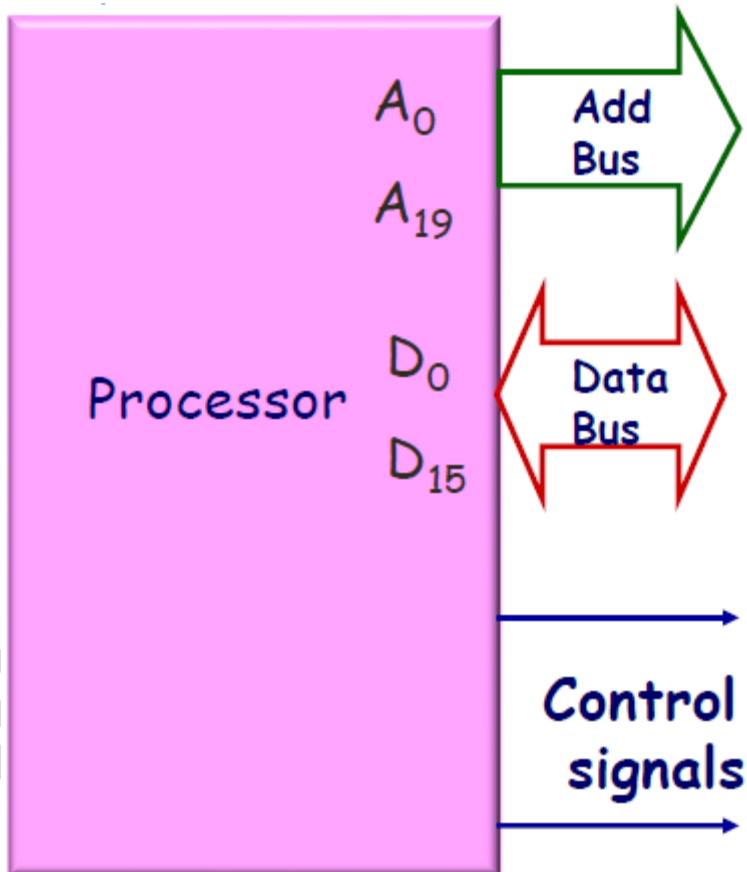 A0
Add
Bus
A19
Processor
D0
Data
Bus
D15
Control
signals